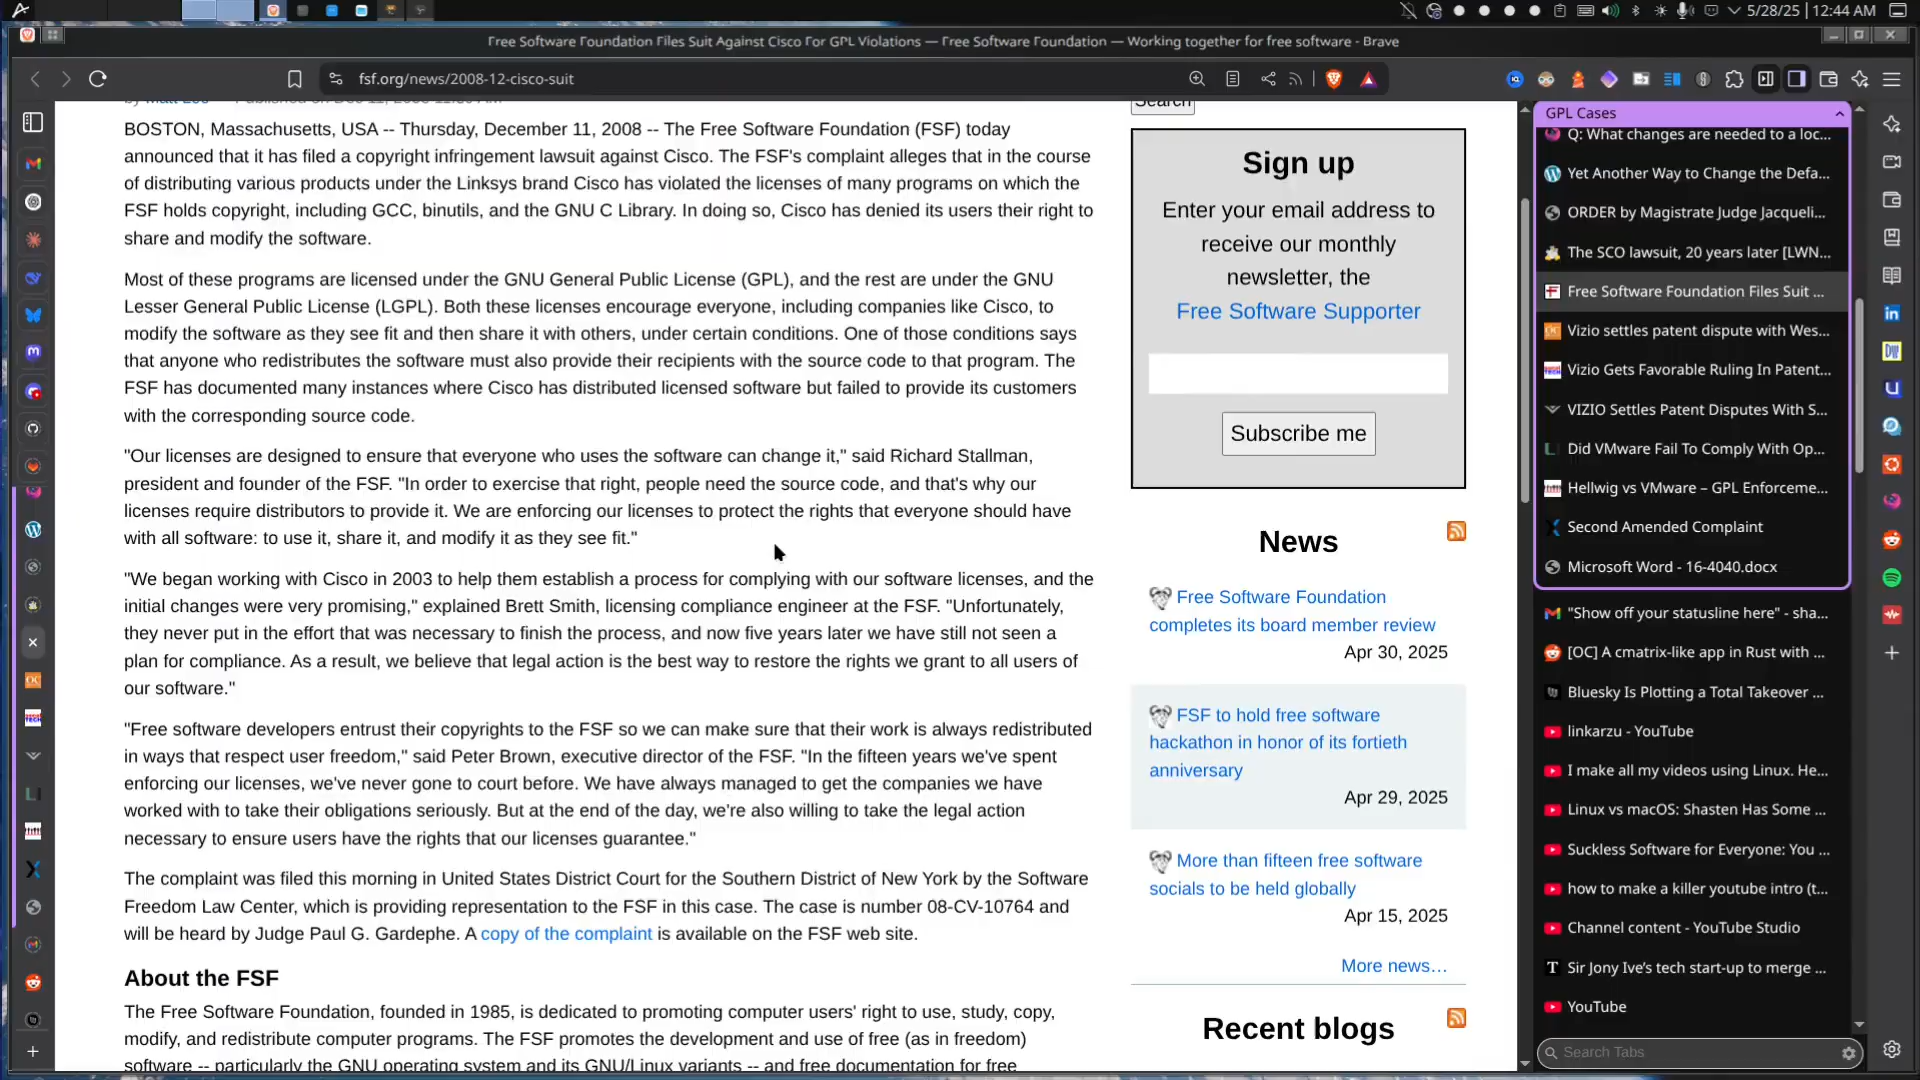 5/28/25 | 12:44 AM
Free Software Foundation Files Suit Against Cisco For GPL Violations — Free Software Foundation — Working together for free software - Brave
fsf.org/news/2008-12-cisco-suit
BOSTON, Massachusetts, USA -- Thursday, December 11, 2008 -- The Free Software Foundation (FSF) today
announced that it has filed a copyright infringement lawsuit against Cisco. The FSF's complaint alleges that in the course
of distributing various products under the Linksys brand Cisco has violated the licenses of many programs on which the
FSF holds copyright, including GCC, binutils, and the GNU C Library. In doing so, Cisco has denied its users their right to
share and modify the software.
Most of these programs are licensed under the GNU General Public License (GPL), and the rest are under the GNU
Lesser General Public License (LGPL). Both these licenses encourage everyone, including companies like Cisco, to
modify the software as they see fit and then share it with others, under certain conditions. One of those conditions says
that anyone who redistributes the software must also provide their recipients with the source code to that program. The
FSF has documented many instances where Cisco has distributed licensed software but failed to provide its customers
with the corresponding source code.
"Our licenses are designed to ensure that everyone who uses the software can change it," said Richard Stallman,
president and founder of the FSF. "In order to exercise that right, people need the source code, and that's why our
licenses require distributors to provide it. We are enforcing our licenses to protect the rights that everyone should have
with all software: to use it, share it, and modify it as they see fit."
"We began working with Cisco in 2003 to help them establish a process for complying with our software licenses, and the
initial changes were very promising," explained Brett Smith, licensing compliance engineer at the FSF. "Unfortunately,
they never put in the effort that was necessary to finish the process, and now five years later we have still not seen a
plan for compliance. As a result, we believe that legal action is the best way to restore the rights we grant to all users of
our software."
"Free software developers entrust their copyrights to the FSF so we can make sure that their work is always redistributed
in ways that respect user freedom," said Peter Brown, executive director of the FSF. "In the fifteen years we've spent
enforcing our licenses, we've never gone to court before. We have always managed to get the companies we have
worked with to take their obligations seriously. But at the end of the day, we're also willing to take the legal action
necessary to ensure users have the rights that our licenses guarantee."
The complaint was filed this morning in United States District Court for the Southern District of New York by the Software
Freedom Law Center, which is providing representation to the FSF in this case. The case is number 08-CV-10764 and
will be heard by Judge Paul G. Gardephe. A copy of the complaint is available on the FSF web site.
About the FSF
The Free Software Foundation, founded in 1985, is dedicated to promoting computer users' right to use, study, copy,
modify, and redistribute computer programs. The FSF promotes the development and use of free (as in freedom)
software -- particularly the GNU operating system and its GNU/Linux variants -- and free documentation for free
Search
Sign up
Enter your email address to
receive our monthly
newsletter, the
Free Software Supporter
Subscribe me
News
Free Software Foundation
completes its board member review
Apr 30, 2025
FSF to hold free software
hackathon in honor of its fortieth
anniversary
Apr 29, 2025
More than fifteen free software
socials to be held globally
Apr 15, 2025
More news…
Recent blogs
GPL Cases
Q: What changes are needed to a loc...
Yet Another Way to Change the Defa...
ORDER by Magistrate Judge Jacqueli...
The SCO lawsuit, 20 years later [LWN...
Free Software Foundation Files Suit ...
Vizio settles patent dispute with Wes...
Vizio Gets Favorable Ruling In Patent...
VIZIO Settles Patent Disputes With S...
Did VMware Fail To Comply With Op...
Hellwig vs VMware – GPL Enforceme...
Second Amended Complaint
Microsoft Word - 16-4040.docx
"Show off your statusline here" - sha...
[OC] A cmatrix-like app in Rust with ...
Bluesky Is Plotting a Total Takeover ...
linkarzu - YouTube
I make all my videos using Linux. He...
Linux vs macOS: Shasten Has Some ...
Suckless Software for Everyone: You ...
how to make a killer youtube intro (t...
Channel content - YouTube Studio
Sir Jony Ive's tech start-up to merge ...
YouTube
Search Tabs